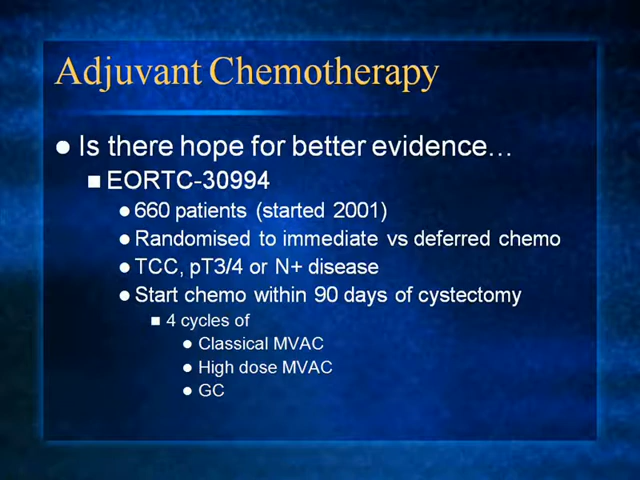 Adjuvant Chemotherapy
Is there hope for better evidence…
EORTC-30994
660 patients (started 2001)
Randomised to immediate vs deferred chemo
TCC, pT3/4 or N+ disease
Start chemo within 90 days of cystectomy
4 cycles of
Classical MVAC
High dose MVAC
GC